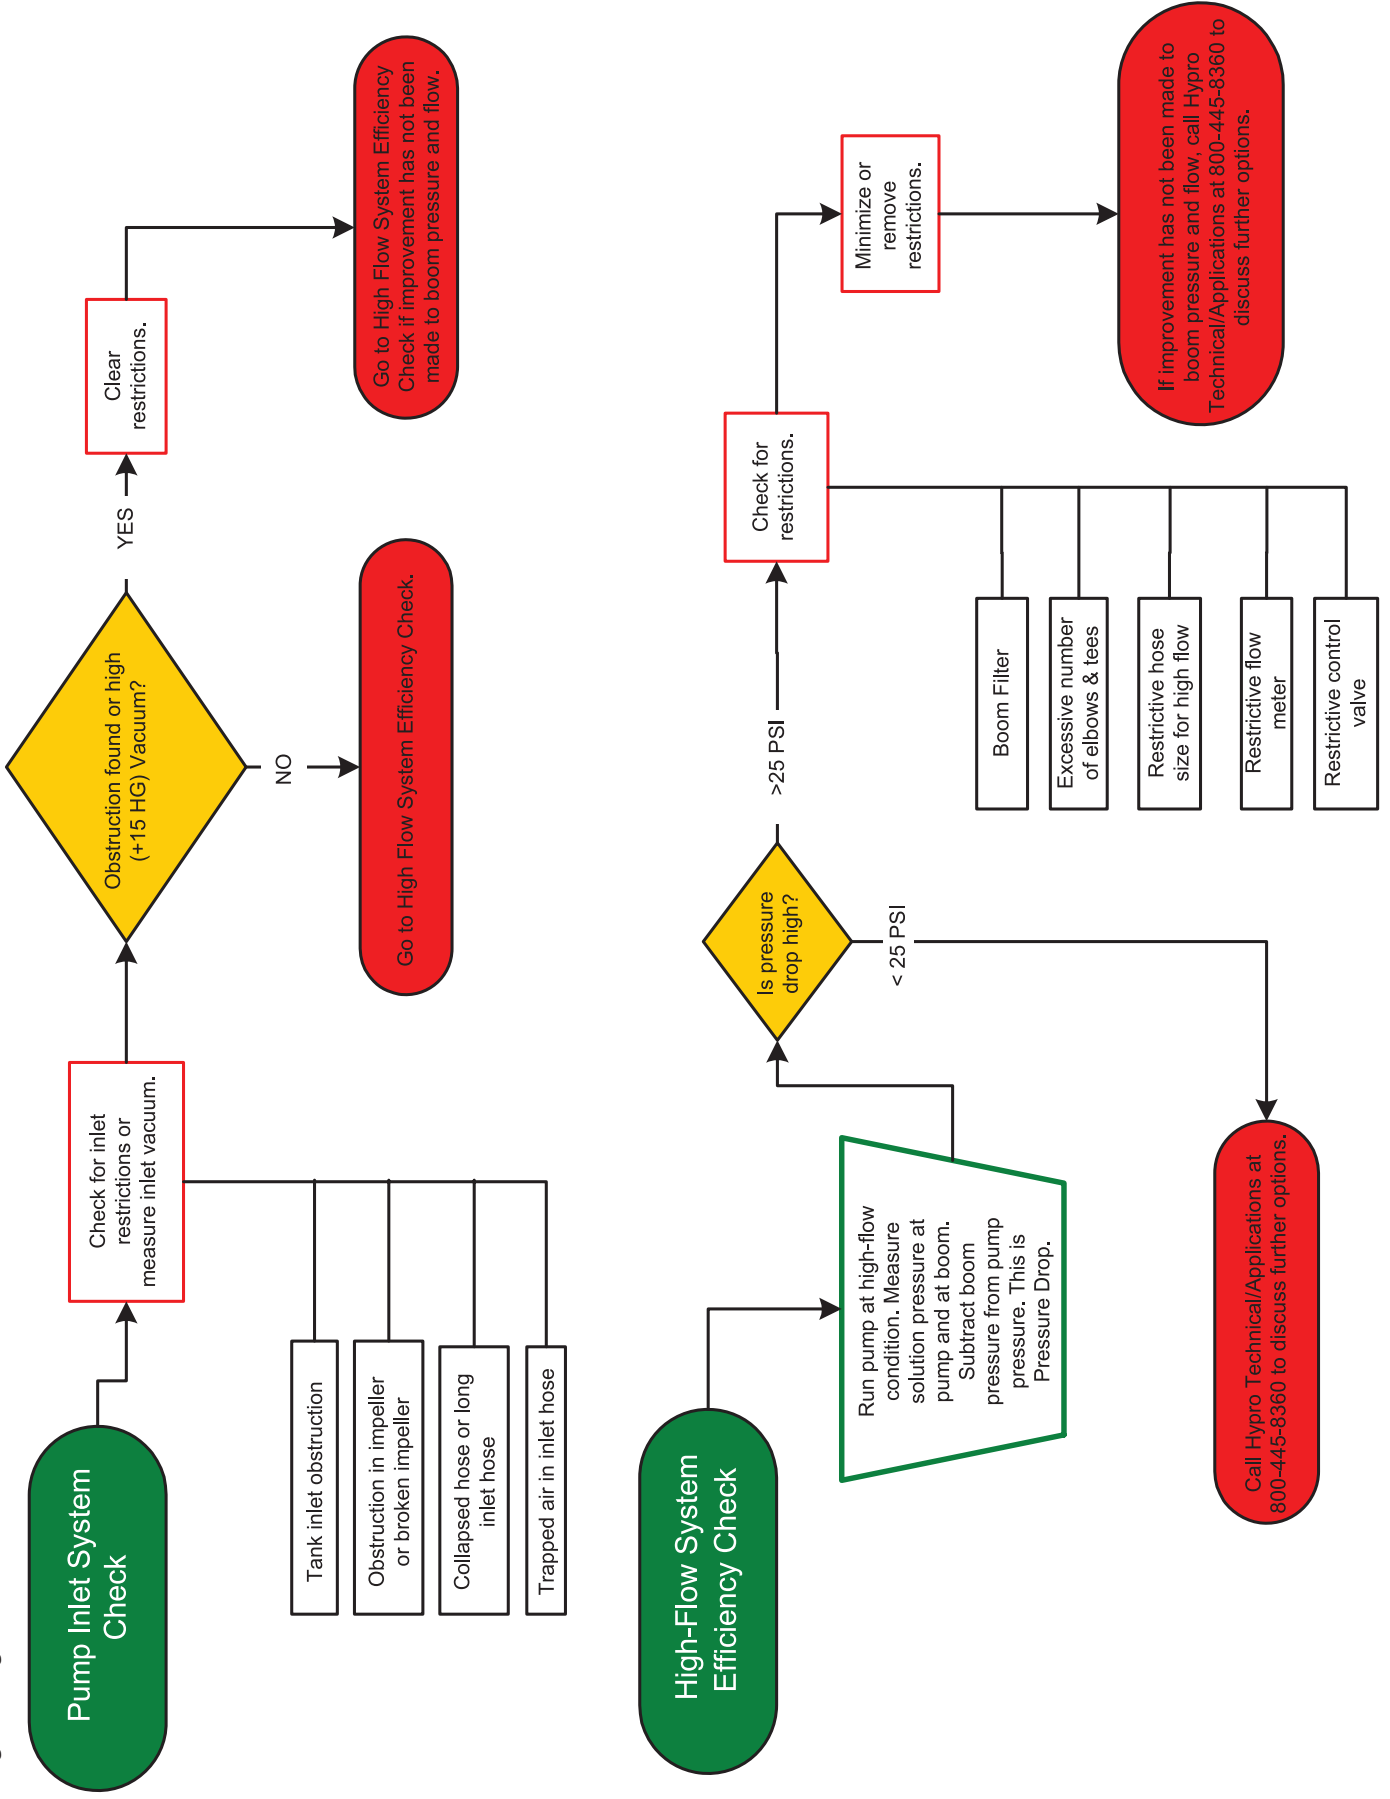 Pump Inlet System
Check
Check for inlet
restrictions or
measure inlet vacuum.
Tank inlet obstruction
Obstruction in impeller
or broken impeller
Collapsed hose or long
inlet hose
Trapped air in inlet hose
Obstruction found or high
(+15 HG) Vacuum?
YES
Clear
restrictions.
Go to High Flow System Efficiency
Check if improvement has not been
made to boom pressure and flow.
NO
Go to High Flow System Efficiency Check.
High-Flow System
Efficiency Check
Run pump at high-flow
condition. Measure
solution pressure at
pump and at boom.
Subtract boom
pressure from pump
pressure. This is
Pressure Drop.
Is pressure
drop high?
>25 PSI
Check for
restrictions.
Boom Filter
Excessive number
of elbows & tees
Restrictive hose
size for high flow
Restrictive flow
meter
Restrictive control
valve
Minimize or
remove
restrictions.
If improvement has not been made to
boom pressure and flow, call Hypro
Technical/Applications at 800-445-8360 to
discuss further options.
< 25 PSI
Call Hypro Technical/Applications at
800-445-8360 to discuss further options.